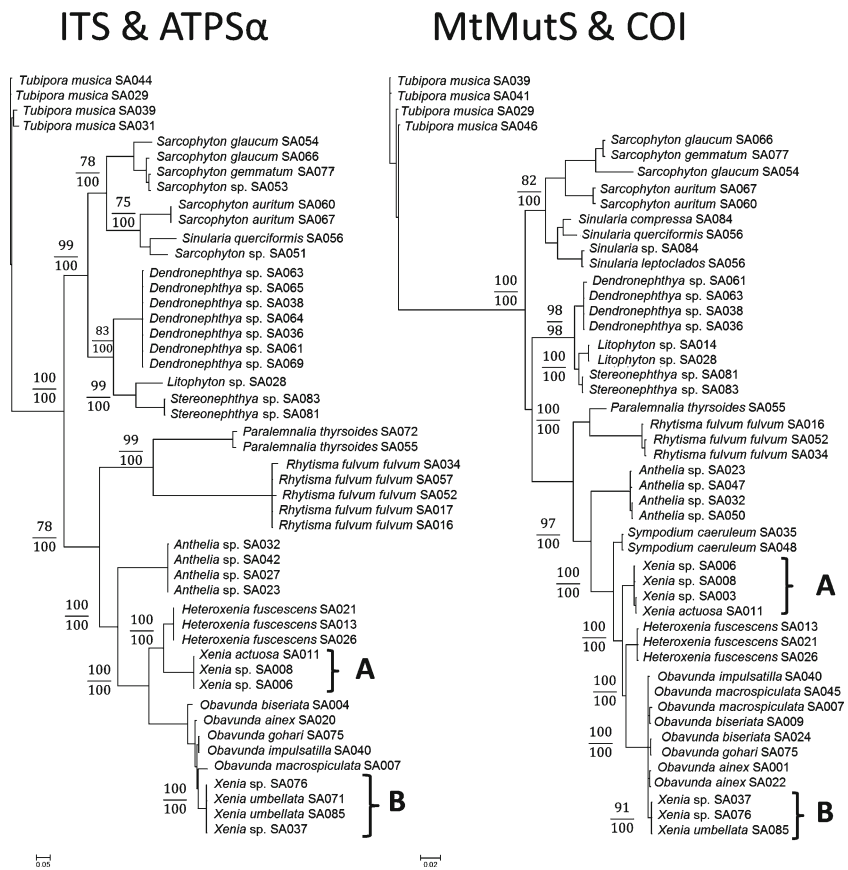 ITS & ATPSα
Tubipora musica SA044
Tubipora musica SA029
Tubipora musica SA039
Tubipora musica SA031
Sarcophyton glaucum SA054
78
100
Sarcophyton glaucum SA066
Sarcophyton gemmatum SA077
Sarcophyton sp. SA053
75
100
Sarcophyton auritum SA060
Sarcophyton auritum SA067
Sinularia querciformis SA056
Sarcophyton sp. SA051
99
100
Dendronephthya sp. SA063
Dendronephthya sp. SA065
Dendronephthya sp. SA038
Dendronephthya sp. SA064
Dendronephthya sp. SA036
Dendronephthya sp. SA061
Dendronephthya sp. SA069
83
100
Litophyton sp. SA028
99
100
Stereonephthya sp. SA083
Stereonephthya sp. SA081
100
100
Paralemnalia thyrsoides SA072
Paralemnalia thyrsoides SA055
99
100
Rhytisma fulvum fulvum SA034
Rhytisma fulvum fulvum SA057
Rhytisma fulvum fulvum SA052
Rhytisma fulvum fulvum SA017
Rhytisma fulvum fulvum SA016
78
100
Anthelia sp. SA032
Anthelia sp. SA042
Anthelia sp. SA027
Anthelia sp. SA023
100
100
Heteroxenia fuscescens SA021
Heteroxenia fuscescens SA013
Heteroxenia fuscescens SA026
100
100
Xenia actuosa SA011
Xenia sp. SA008
Xenia sp. SA006
A
100
100
Obavunda biseriata SA004
Obavunda ainex SA020
Obavunda gohari SA075
Obavunda impulsatilla SA040
Obavunda macrospiculata SA007
Xenia sp. SA076
Xenia umbellata SA071
Xenia umbellata SA085
Xenia sp. SA037
100
100
B
0.05
MtMutS & COI
Tubipora musica SA039
Tubipora musica SA041
Tubipora musica SA029
Tubipora musica SA046
Sarcophyton glaucum SA066
Sarcophyton gemmatum SA077
Sarcophyton glaucum SA054
82
100
Sarcophyton auritum SA067
Sarcophyton auritum SA060
Sinularia compressa SA084
Sinularia querciformis SA056
Sinularia sp. SA084
Sinularia leptoclados SA056
100
100
Dendronephthya sp. SA061
Dendronephthya sp. SA063
Dendronephthya sp. SA038
Dendronephthya sp. SA036
98
98
Litophyton sp. SA014
Litophyton sp. SA028
Stereonephthya sp. SA081
Stereonephthya sp. SA083
100
100
Paralemnalia thyrsoides SA055
100
100
Rhytisma fulvum fulvum SA016
Rhytisma fulvum fulvum SA052
Rhytisma fulvum fulvum SA034
Anthelia sp. SA023
Anthelia sp. SA047
Anthelia sp. SA032
Anthelia sp. SA050
97
100
Sympodium caeruleum SA035
Sympodium caeruleum SA048
100
100
Xenia sp. SA006
Xenia sp. SA008
Xenia sp. SA003
Xenia actuosa SA011
A
100
100
Heteroxenia fuscescens SA013
Heteroxenia fuscescens SA021
Heteroxenia fuscescens SA026
100
100
Obavunda impulsatilla SA040
Obavunda macrospiculata SA045
Obavunda macrospiculata SA007
Obavunda biseriata SA009
Obavunda biseriata SA024
Obavunda gohari SA075
100
100
Obavunda ainex SA001
Obavunda ainex SA022
Xenia sp. SA037
Xenia sp. SA076
Xenia umbellata SA085
91
100
B
0.02